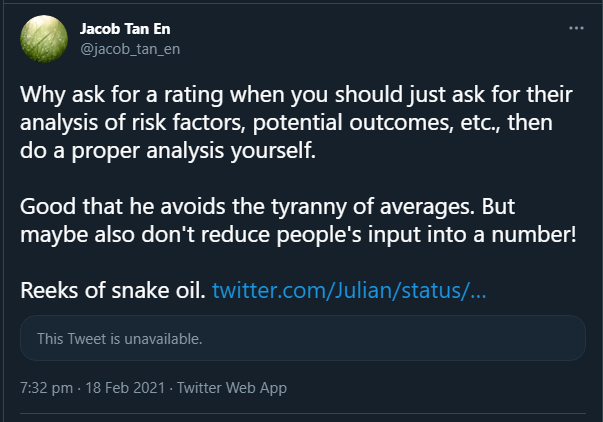 Jacob Tan En
@jacob_tan_en
Why ask for a rating when you should just ask for their
analysis of risk factors, potential outcomes, etc., then
do a proper analysis yourself.
Good that he avoids the tyranny of averages. But
maybe also don't reduce people's input into a number!
Reeks of snake oil. twitter.com/Julian/status/...
This Tweet is unavailable.
7:32 pm · 18 Feb 2021 · Twitter Web App